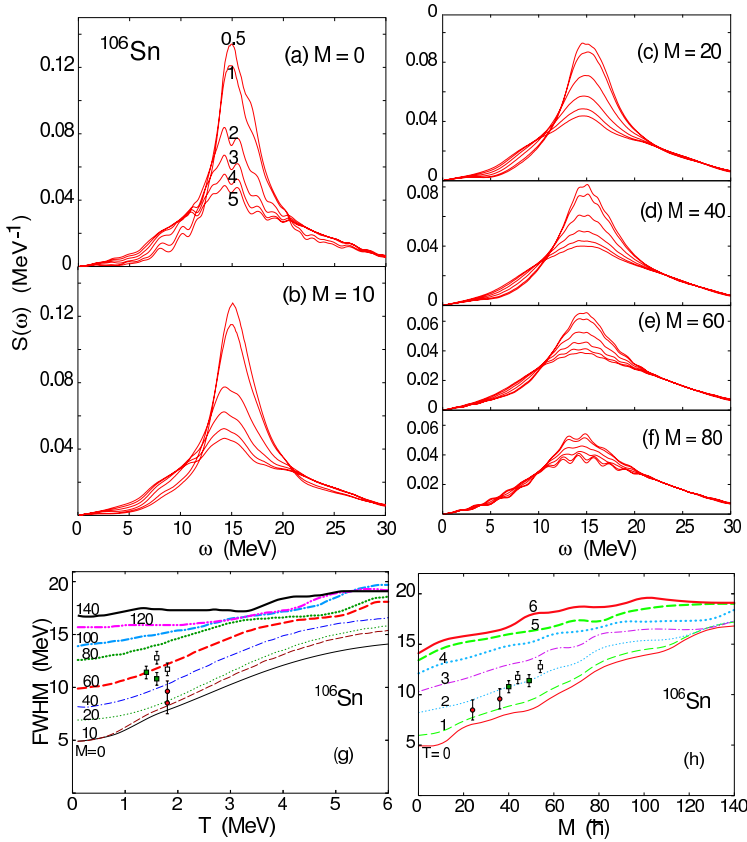 S(ω) (MeV⁻¹)
¹⁰⁶Sn
(a) M = 0
0.5
1
2
3
4
5
0.12
0.08
0.04
0
(b) M = 10
0.12
0.08
0.04
0 5 10 15 20 25 30
ω (MeV)
0
(c) M = 20
0.08
0.04
0
(d) M = 40
0.08
0.04
0
(e) M = 60
0.06
0.04
0.02
0
(f) M = 80
0.06
0.04
0.02
0 5 10 15 20 25 30
ω (MeV)
FWHM (MeV)
20
15
10
5
140
120
100
80
60
40
20
10
M=0
¹⁰⁶Sn
(g)
0 1 2 3 4 5 6
T (MeV)
20
15
10
5
6
5
4
3
2
1
T = 0
¹⁰⁶Sn
(h)
0 20 40 60 80 100 120 140
M (ħ)